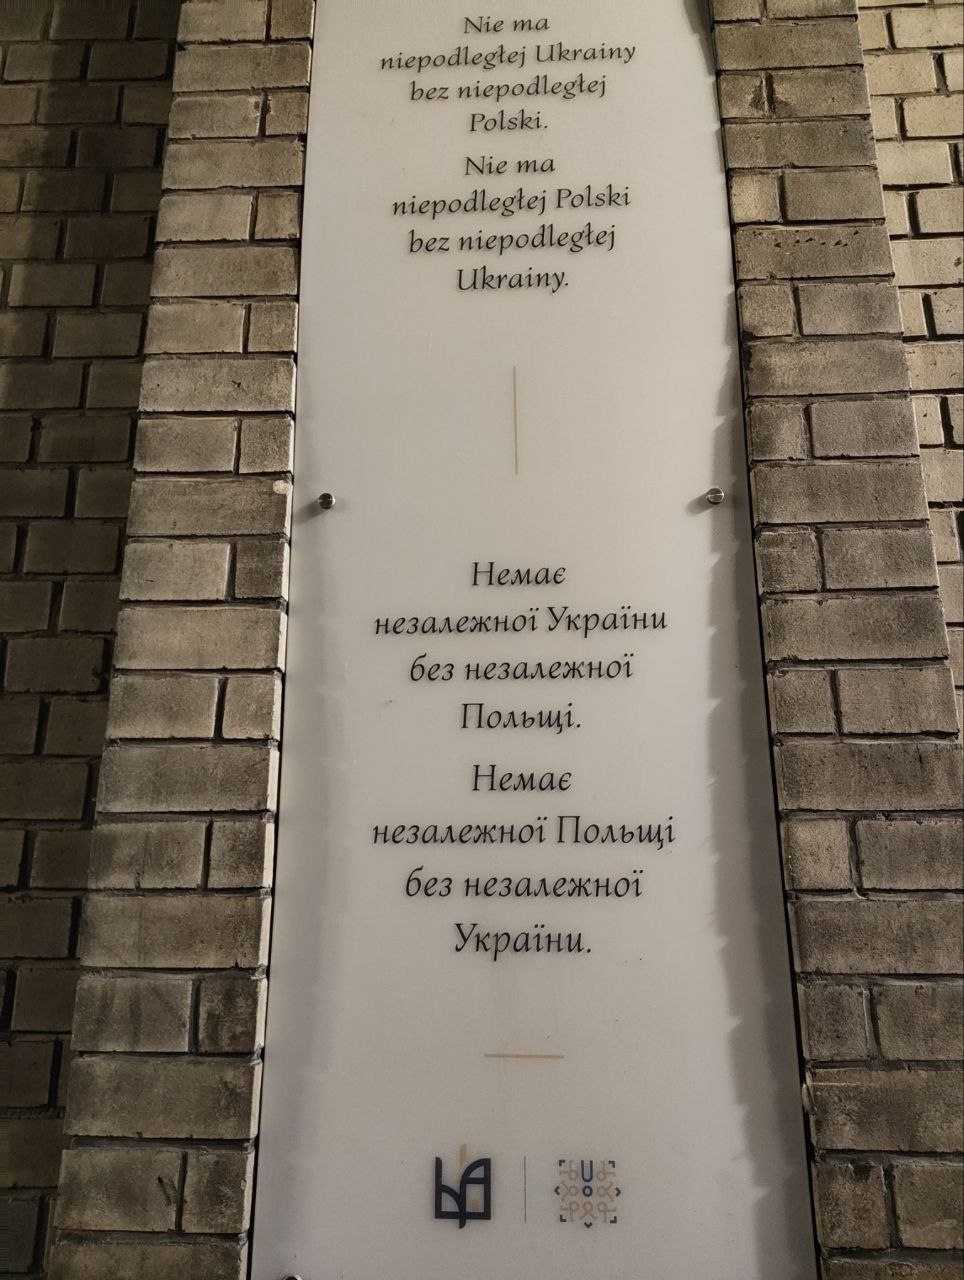 Nie ma
niepodległej Ukrainy
bez niepodległej
Polski.
Nie ma
niepodległej Polski
bez niepodległej
Ukrainy.
Немає
незалежної України
без незалежної
Польщі.
Немає
незалежної Польщі
без незалежної
України.